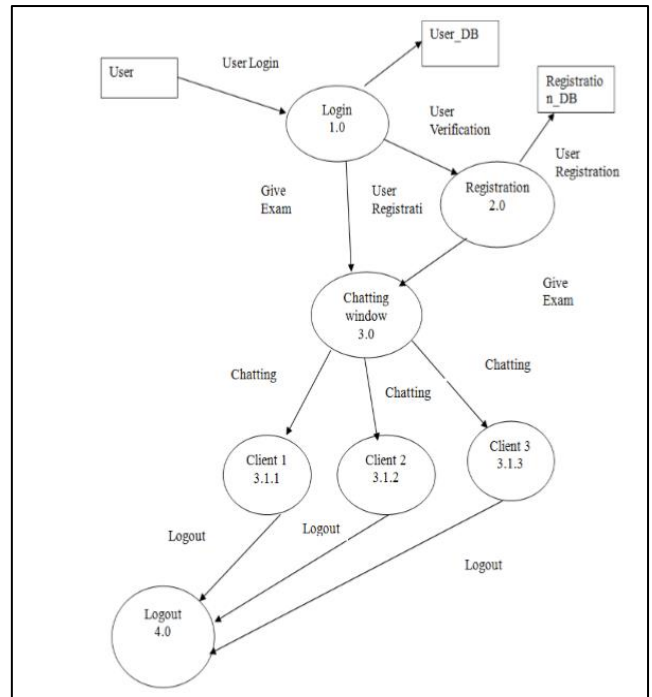 User
User Login
User_DB
Registratio
n_DB
Login
1.0
User
Verification
User
Registration
Give
Exam
User
Registrati
Registration
2.0
Give
Exam
Chatting
window
3.0
Chatting
Chatting
Chatting
Client 1
3.1.1
Client 2
3.1.2
Client 3
3.1.3
Logout
Logout
Logout
Logout
4.0